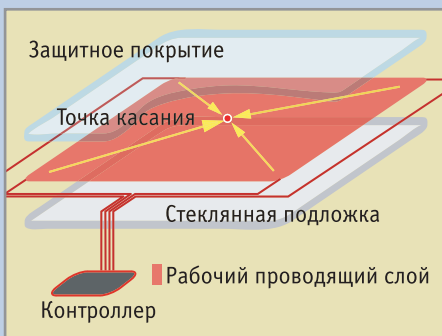 Защитное покрытие
Точка касания
Стеклянная подложка
Рабочий проводящий слой
Контроллер